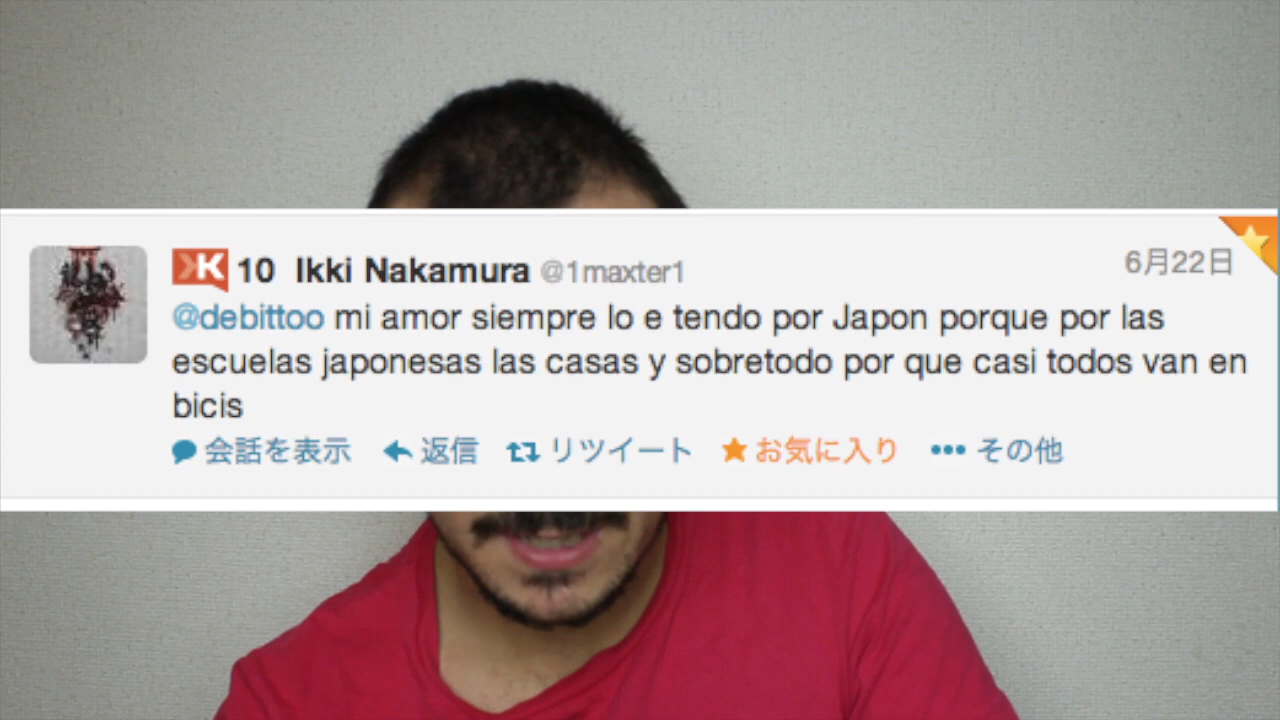 K 10 Ikki Nakamura @1maxter1 6月22日
@debittoo mi amor siempre lo e tendo por Japon porque por las
escuelas japonesas las casas y sobretodo por que casi todos van en
bicis
会話を表示 返信 リツイート お気に入り その他